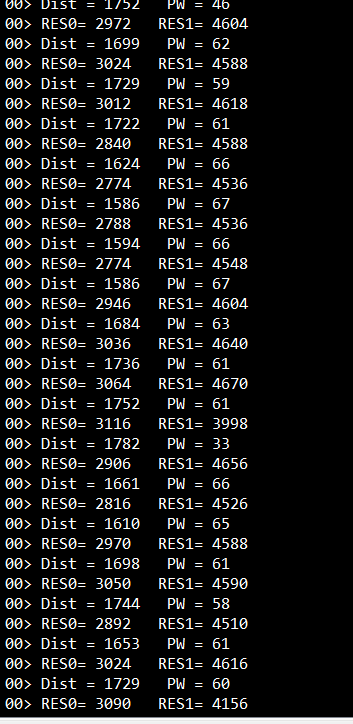 00> Dist = 1752   PW = 46
00> RES0= 2972   RES1= 4604
00> Dist = 1699   PW = 62
00> RES0= 3024   RES1= 4588
00> Dist = 1729   PW = 59
00> RES0= 3012   RES1= 4618
00> Dist = 1722   PW = 61
00> RES0= 2840   RES1= 4588
00> Dist = 1624   PW = 66
00> RES0= 2774   RES1= 4536
00> Dist = 1586   PW = 67
00> RES0= 2788   RES1= 4536
00> Dist = 1594   PW = 66
00> RES0= 2774   RES1= 4548
00> Dist = 1586   PW = 67
00> RES0= 2946   RES1= 4604
00> Dist = 1684   PW = 63
00> RES0= 3036   RES1= 4640
00> Dist = 1736   PW = 61
00> RES0= 3064   RES1= 4670
00> Dist = 1752   PW = 61
00> RES0= 3116   RES1= 3998
00> Dist = 1782   PW = 33
00> RES0= 2906   RES1= 4656
00> Dist = 1661   PW = 66
00> RES0= 2816   RES1= 4526
00> Dist = 1610   PW = 65
00> RES0= 2970   RES1= 4588
00> Dist = 1698   PW = 61
00> RES0= 3050   RES1= 4590
00> Dist = 1744   PW = 58
00> RES0= 2892   RES1= 4510
00> Dist = 1653   PW = 61
00> RES0= 3024   RES1= 4616
00> Dist = 1729   PW = 60
00> RES0= 3090   RES1= 4156